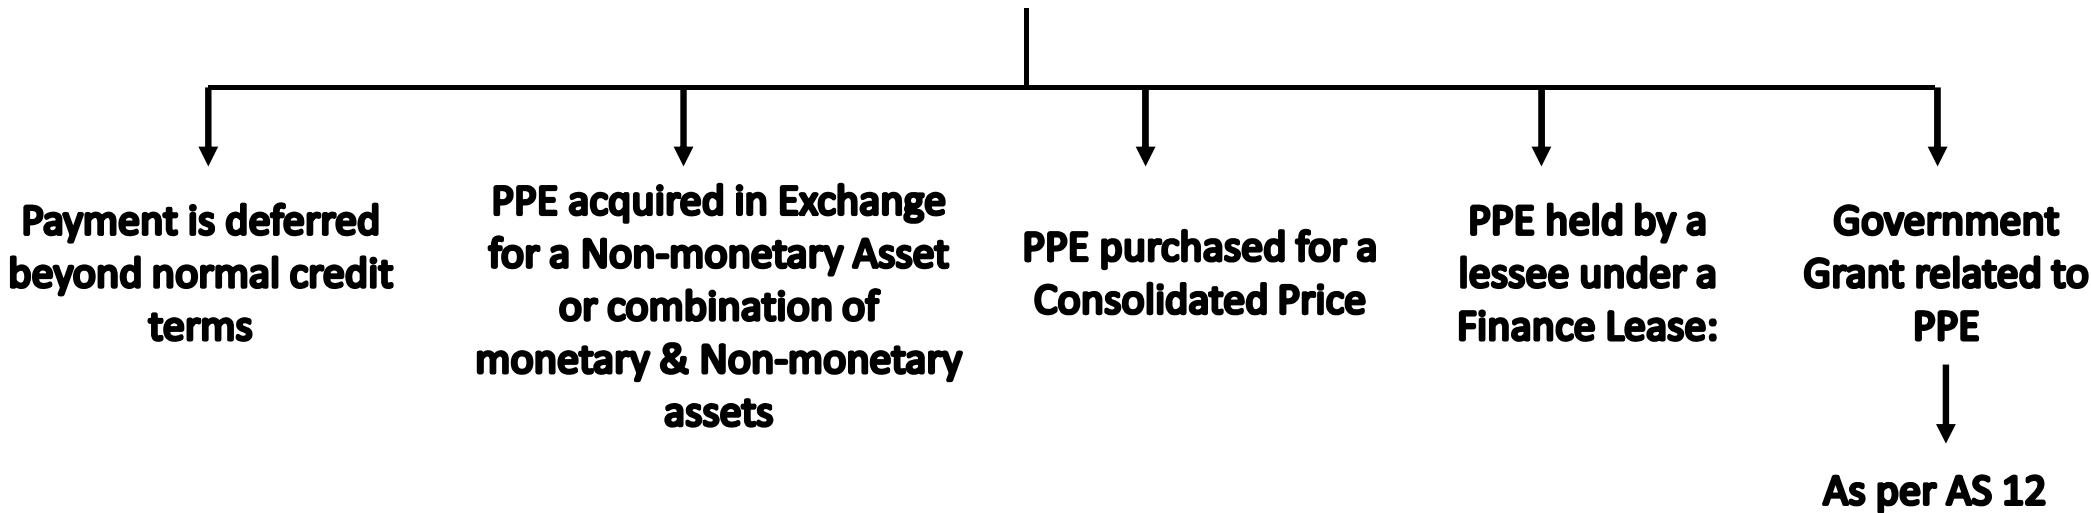 Payment is deferred
beyond normal credit
terms
PPE acquired in Exchange
for a Non-monetary Asset
or combination of
monetary & Non-monetary
assets
PPE purchased for a
Consolidated Price
PPE held by a
lessee under a
Finance Lease:
Government
Grant related to
PPE
As per AS 12